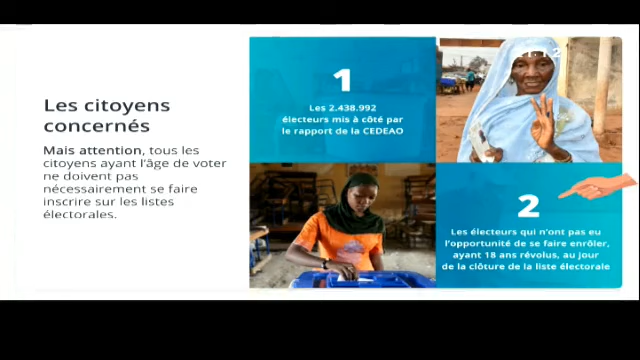 Les citoyens
concernés
Mais attention, tous les
citoyens ayant l'âge de voter
ne doivent pas
nécessairement se faire
inscrire sur les listes
électorales.
1
Les 2.438.992
électeurs mis à côté par
le rapport de la CEDEAO
2
Les électeurs qui n'ont pas eu
l'opportunité de se faire enrôler,
ayant 18 ans révolus, au jour
de la clôture de la liste électorale